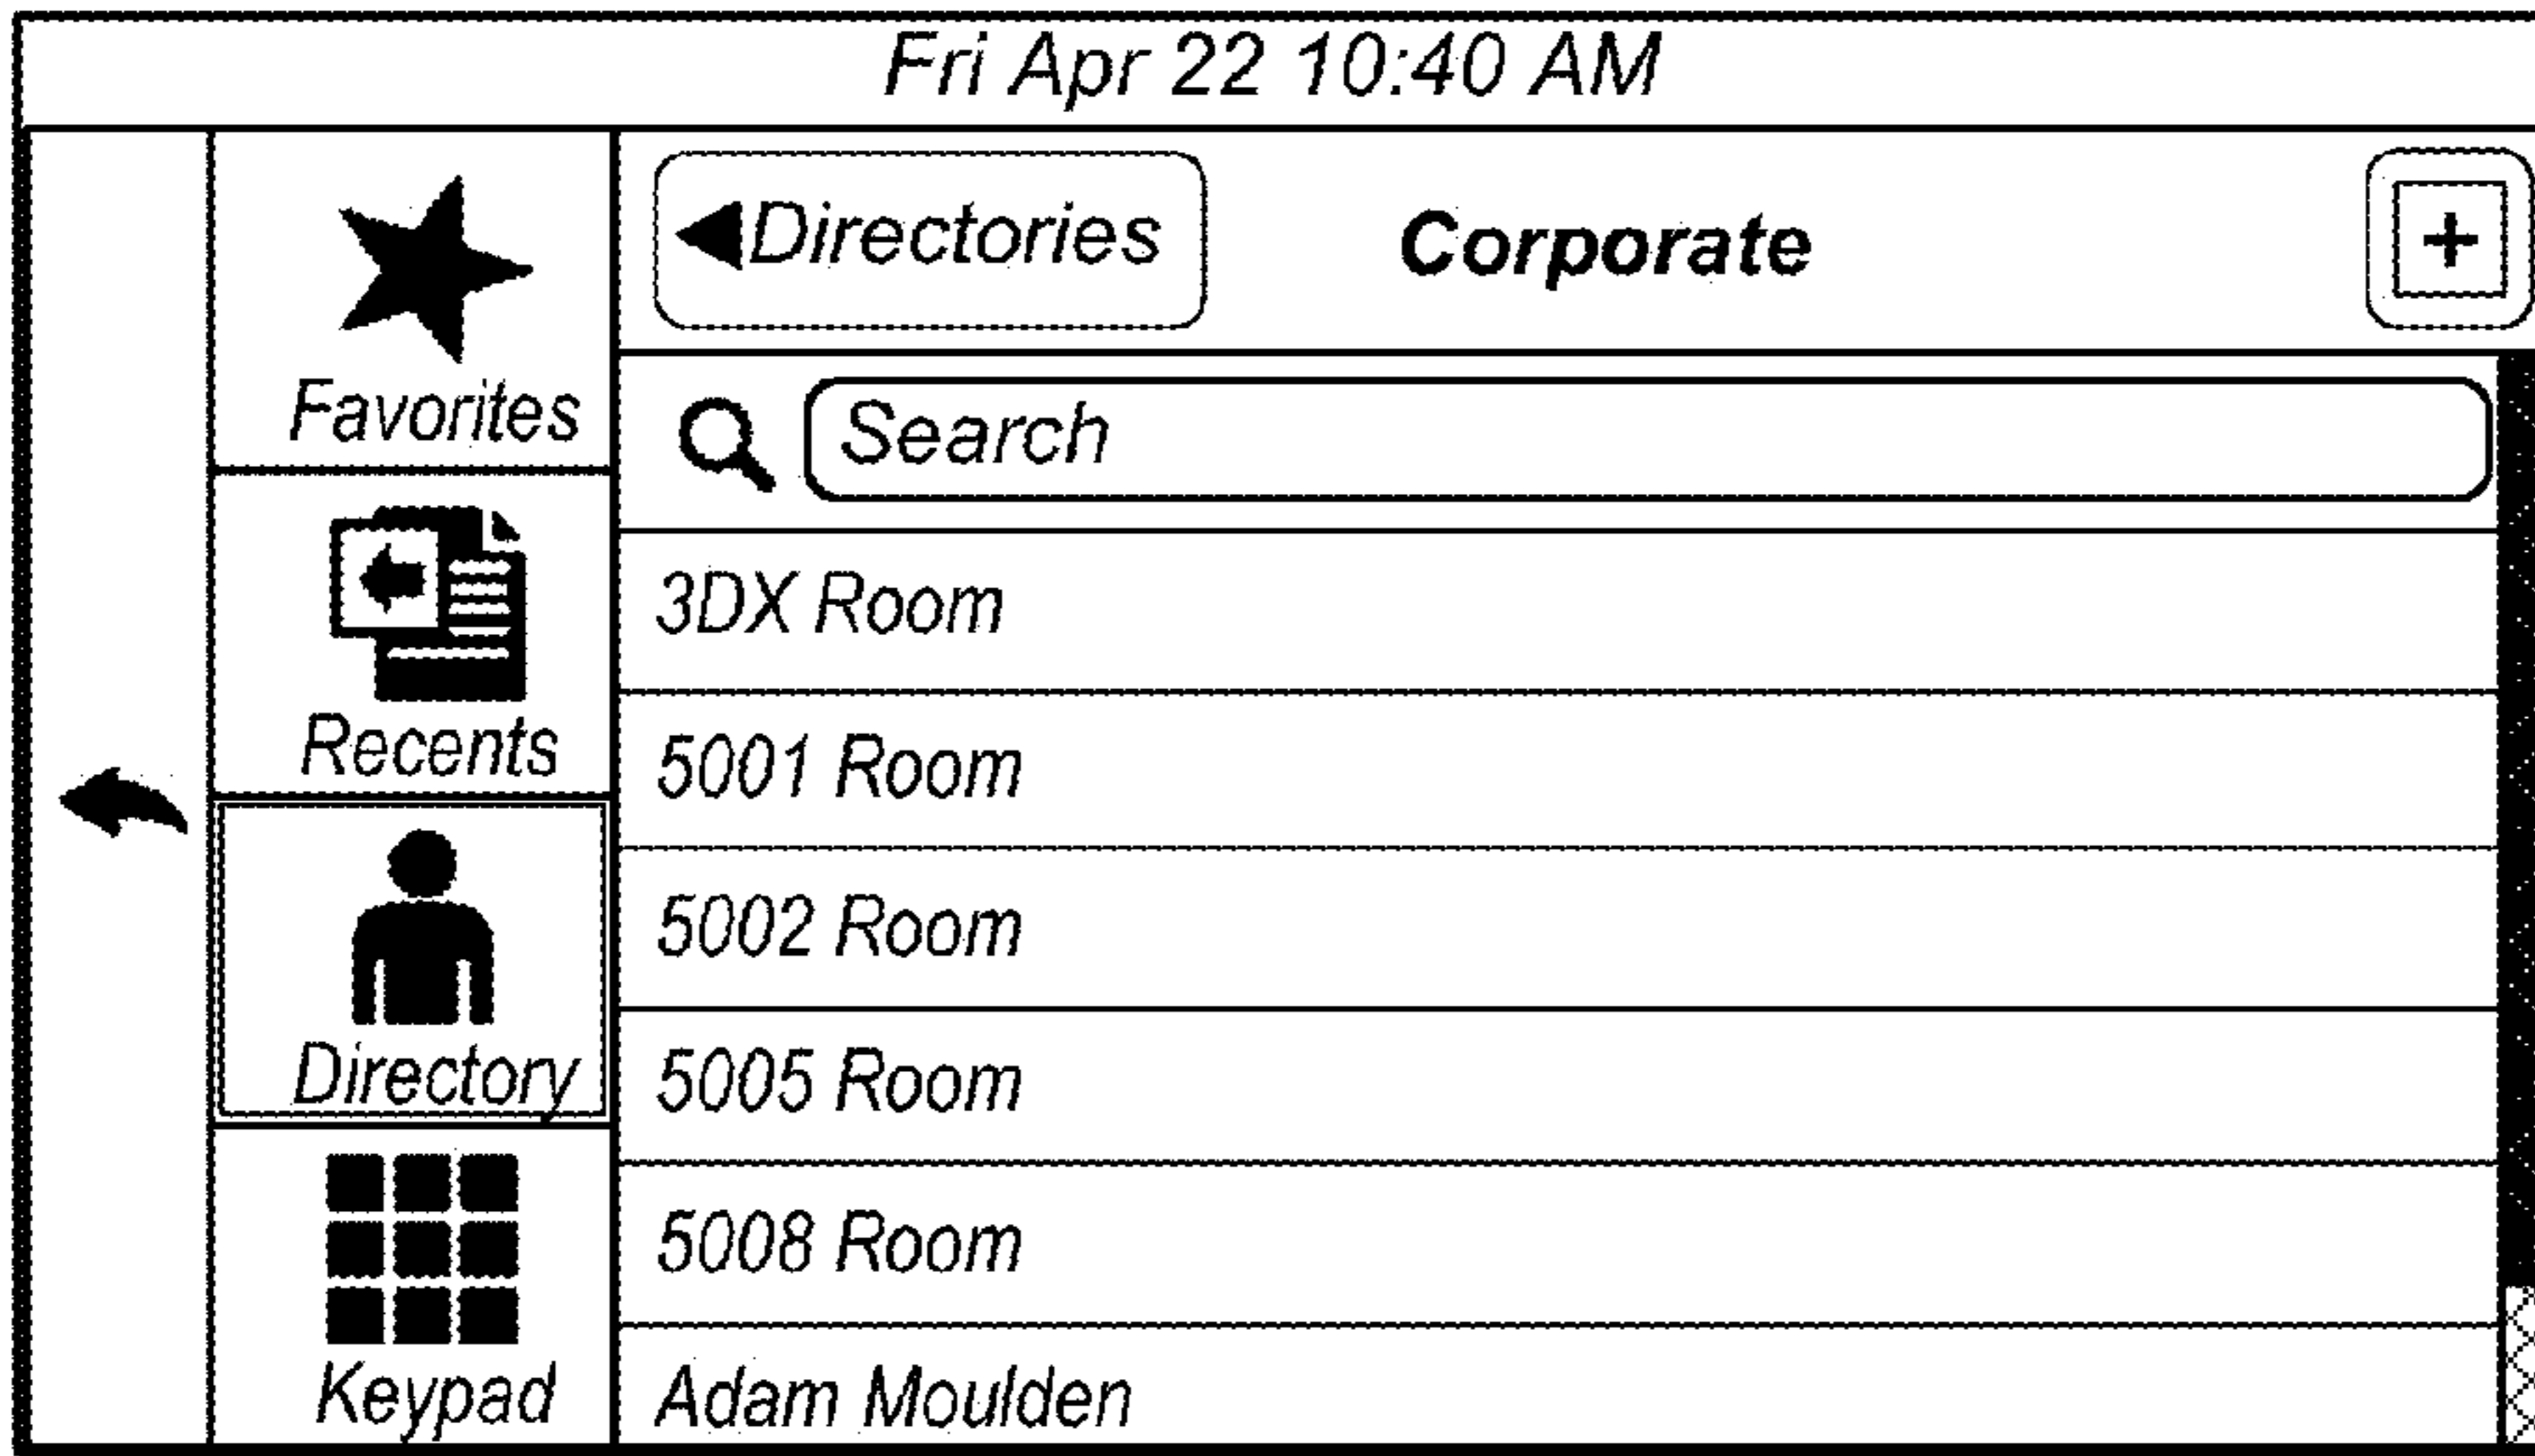 Fri Apr 22 10:40 AM
Favorites
Recents
Directory
Keypad
Directories
Corporate
+
Search
3DX Room
5001 Room
5002 Room
5005 Room
5008 Room
Adam Moulden